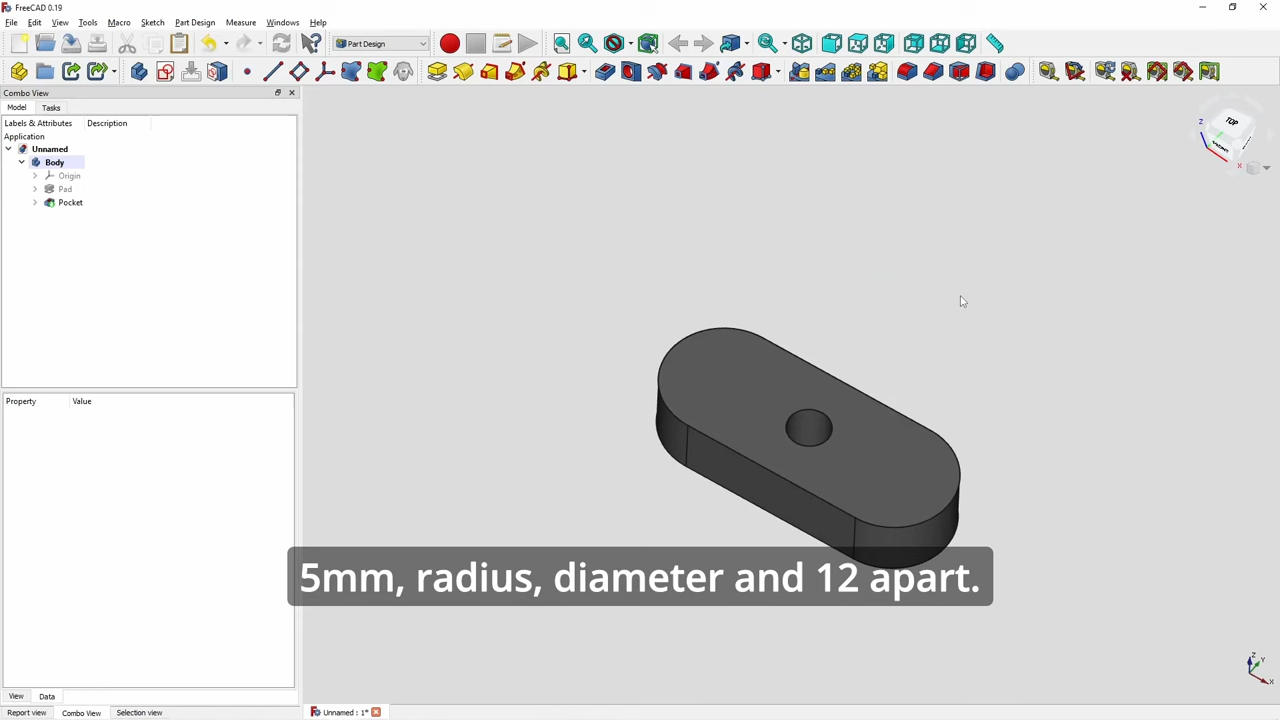 FreeCAD 0.19
File Edit View Tools Macro Sketch Part Design Measure Windows Help
Part Design
Combo View
Model Tasks
Labels & Attributes Description
Application
Unnamed
Body
Origin
Pad
Pocket
TOP
FRONT
Z
X
Property Value
5mm, radius, diameter and 12 apart.
Z
Y
X
View Data
Report view Combo View Selection view
Unnamed : 1*